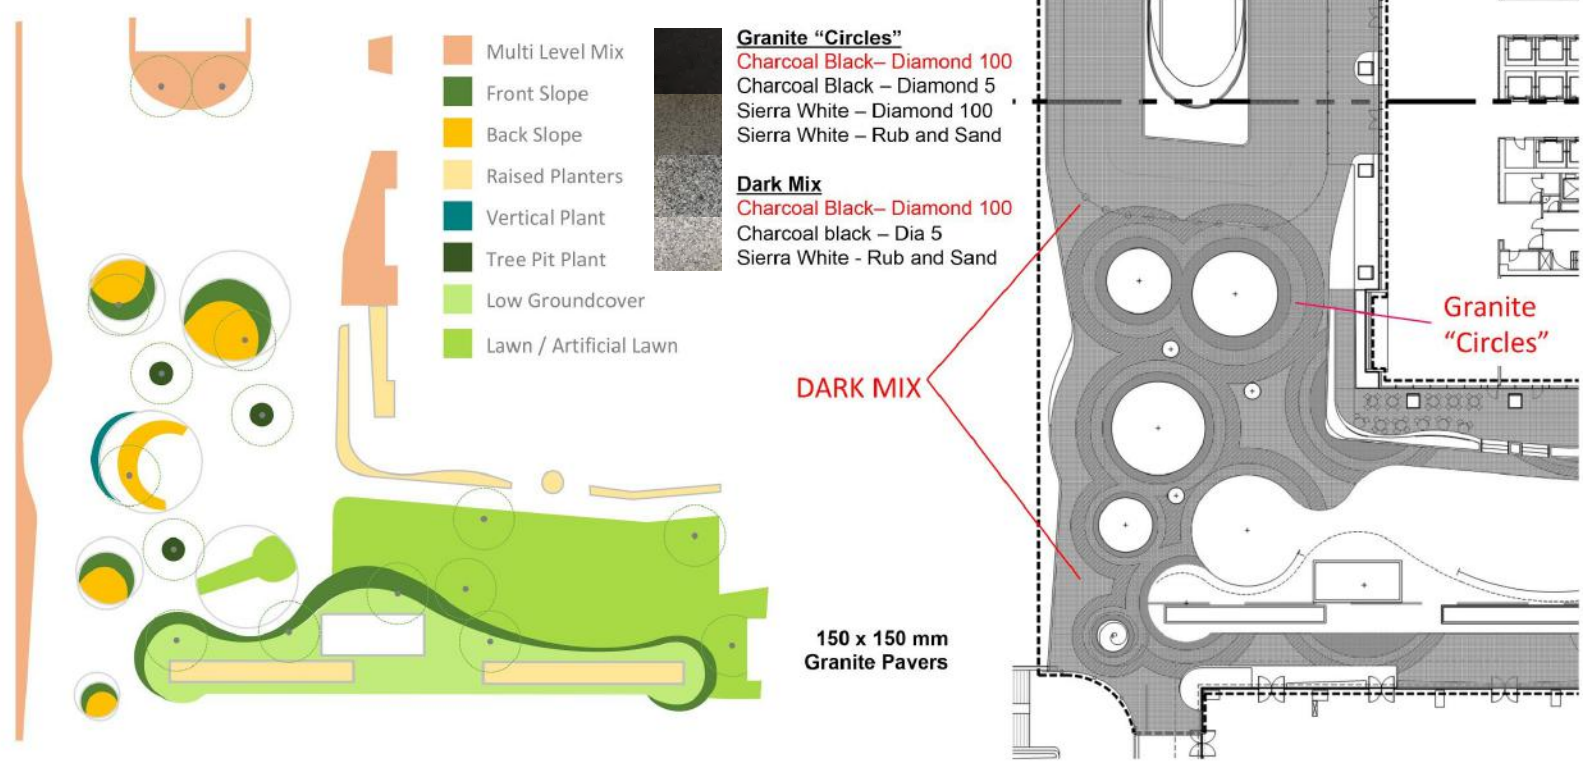 Multi Level Mix
Front Slope
Back Slope
Raised Planters
Vertical Plant
Tree Pit Plant
Low Groundcover
Lawn / Artificial Lawn
Granite “Circles”
Charcoal Black– Diamond 100
Charcoal Black – Diamond 5
Sierra White – Diamond 100
Sierra White – Rub and Sand
Dark Mix
Charcoal Black– Diamond 100
Charcoal black – Dia 5
Sierra White - Rub and Sand
DARK MIX
150 x 150 mm
Granite Pavers
Granite
“Circles”